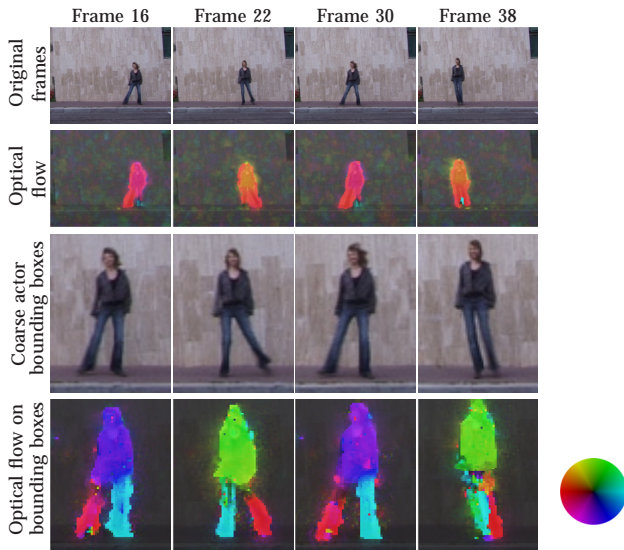 Frame 16 Frame 22 Frame 30 Frame 38
Original
frames
Optical
flow
Coarse actor
bounding boxes
Optical flow on
bounding boxes